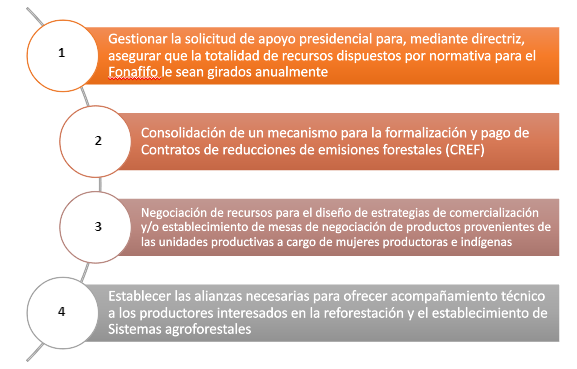 1
Gestionar la solicitud de apoyo presidencial para, mediante directriz,
asegurar que la totalidad de recursos dispuestos por normativa para el
Fonafifo le sean girados anualmente
2
Consolidación de un mecanismo para la formalización y pago de
Contratos de reducciones de emisiones forestales (CREF)
3
Negociación de recursos para el diseño de estrategias de comercialización
y/o establecimiento de mesas de negociación de productos provenientes de
las unidades productivas a cargo de mujeres productoras e indígenas
4
Establecer las alianzas necesarias para ofrecer acompañamiento técnico
a los productores interesados en la reforestación y el establecimiento de
Sistemas agroforestales